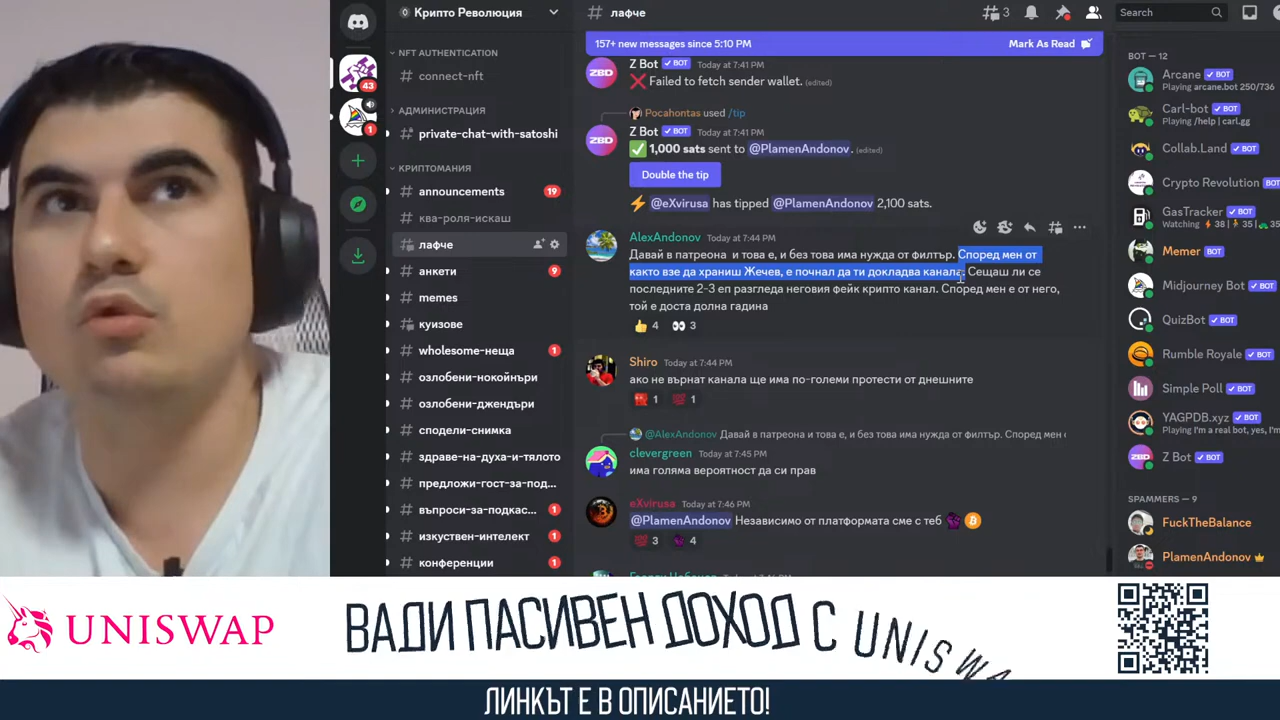 Крипто Революция
NFT AUTHENTICATION
# connect-nft
АДМИНИСТРАЦИЯ
private-chat-with-satoshi
КРИПТОМАНИЯ
# announcements 19
# ква-роля-искаш
# лафче
# анкети 9
# memes
куизове
# wholesome-неща 1
# озлобени-нокойнъри
# озлобени-джендъри
# сподели-снимка
# здраве-на-духа-и-тялото
# предложи-гост-за-под...
# въпроси-за-подкас... 1
# изкуствен-интелект 1
# конференции 1
43
1
# лафче
3
Search
157+ new messages since 5:10 PM
Mark As Read
Z Bot BOT Today at 7:41 PM
Failed to fetch sender wallet. (edited)
Pocahontas used /tip
ZBD
Z Bot BOT Today at 7:41 PM
1,000 sats sent to @PlamenAndonov. (edited)
Double the tip
@eXvirusa has tipped @PlamenAndonov 2,100 sats.
AlexAndonov Today at 7:44 PM
Давай в патреона и това е, и без това има нужда от филтър. Според мен от
както взе да храниш Жечев, е почнал да ти докладва канала. Сещаш ли се
последните 2-3 еп разгледа неговия фейк крипто канал. Според мен е от него,
той е доста долна гадина
4 3
Shiro Today at 7:44 PM
ако не върнат канала ще има по-големи протести от днешните
1 1
@AlexAndonov Давай в патреона и това е, и без това има нужда от филтър. Според мен
clevergreen Today at 7:45 PM
има голяма вероятност да си прав
eXvirusa Today at 7:46 PM
@PlamenAndonov Независимо от платформата сме с теб
3 4
BOT — 12
Arcane BOT
Playing arcane.bot 250/736
Carl-bot BOT
Playing /help | carl.gg
Collab.Land BOT
Crypto Revolution
GasTracker BOT
Watching 38 | 35 |
Memer BOT
Midjourney Bot BOT
QuizBot BOT
Rumble Royale BOT
Simple Poll BOT
YAGPDB.xyz BOT
Playing I'm a real bot, yes, I'm
Z Bot BOT
SPAMMERS — 9
FuckTheBalance
PlamenAndonov
UNISWAP
ВАДИ ПАСИВЕН ДОХОД С UNISWA
ЛИНКЪТ Е В ОПИСАНИЕТО!